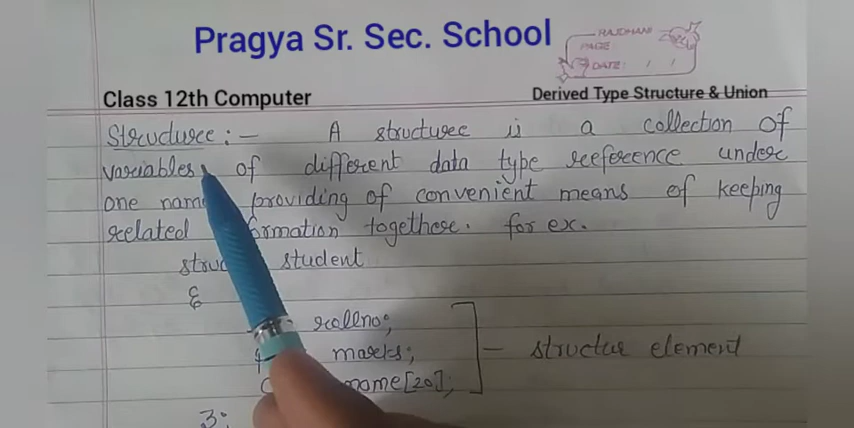 Pragya Sr. Sec. School
RAJDHANI
PAGE:
DATE: / /
Class 12th Computer
Derived Type Structure & Union
Structure :- A structure is a collection of
variables of different data type reference under
one name providing of convenient means of keeping
related formation together. for ex.
struc student
{
rollno;
marks;
name[20];
structur element
};